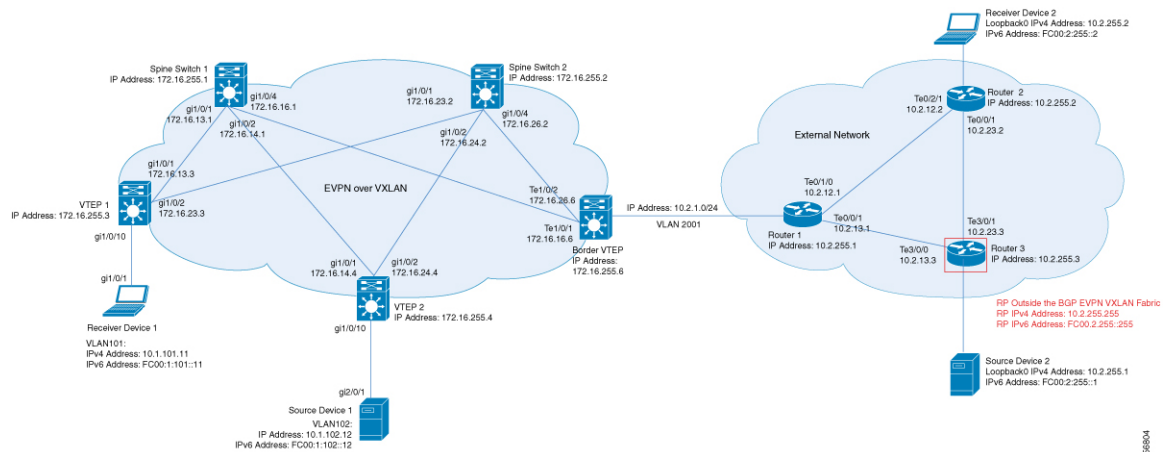 Receiver Device 2
Loopback0 IPv4 Address: 10.2.255.2
IPv6 Address: FC00:2:255::2
Spine Switch 1
IP Address: 172.16.255.1
gi1/0/4
172.16.16.1
gi1/0/1
172.16.13.1
gi1/0/2
172.16.14.1
Spine Switch 2
IP Address: 172.16.255.2
gi1/0/1
172.16.23.2
gi1/0/4
172.16.26.2
gi1/0/2
172.16.24.2
Te0/2/1
10.2.12.2
Router 2
IP Address: 10.2.255.2
Te0/0/1
10.2.23.2
External Network
EVPN over VXLAN
gi1/0/1
172.16.13.3
VTEP 1
IP Address: 172.16.255.3
gi1/0/2
172.16.23.3
gi1/0/10
Te1/0/2
172.16.26.6
Te1/0/1
172.16.16.6
Border VTEP
IP Address:
172.16.255.6
IP Address: 10.2.1.0/24
VLAN 2001
Te0/1/0
10.2.12.1
Te0/0/1
10.2.13.1
Router 1
IP Address: 10.2.255.1
Te3/0/1
10.2.23.3
Te3/0/0
10.2.13.3
Router 3
IP Address: 10.2.255.3
gi1/0/1
172.16.14.4
gi1/0/2
172.16.24.4
VTEP 2
IP Address: 172.16.255.4
gi1/0/10
gi1/0/1
Receiver Device 1
VLAN101:
IPv4 Address: 10.1.101.11
IPv6 Address: FC00:1:101::11
RP Outside the BGP EVPN VXLAN Fabric
RP IPv4 Address: 10.2.255.255
RP IPv6 Address: FC00.2.255::255
Source Device 2
Loopback0 IPv4 Address: 10.2.255.1
IPv6 Address: FC00:2:255::1
gi2/0/1
Source Device 1
VLAN102:
IP Address: 10.1.102.12
IPv6 Address: FC00:1:102::12